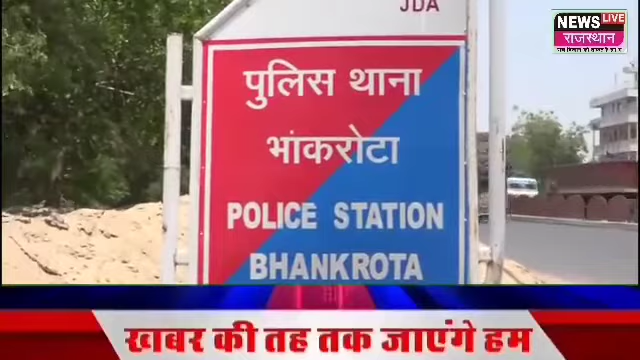 JDA
NEWS LIVE
राजस्थान
पुलिस थाना
भांकरोटा
POLICE STATION
BHANKROTA
खबर की तह तक जाएंगे हम